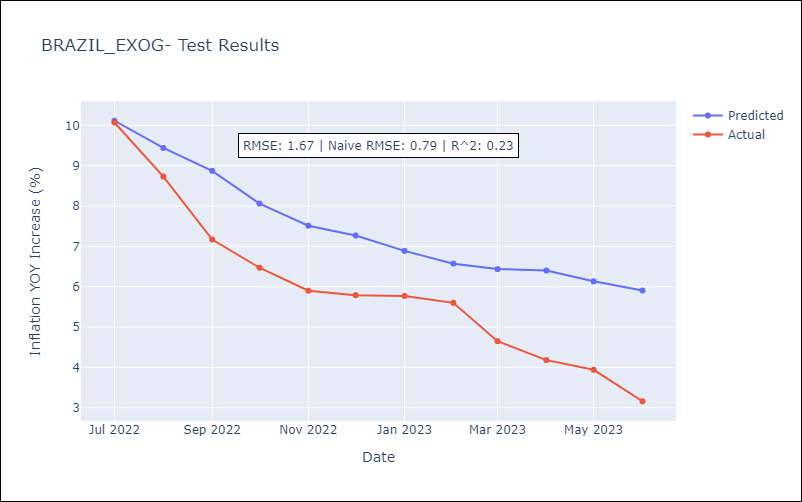 BRAZIL_EXOG- Test Results
Predicted
Actual
RMSE: 1.67 | Naive RMSE: 0.79 | R^2: 0.23
Inflation YOY Increase (%)
10
9
8
7
6
5
4
3
Jul 2022 Sep 2022 Nov 2022 Jan 2023 Mar 2023 May 2023
Date